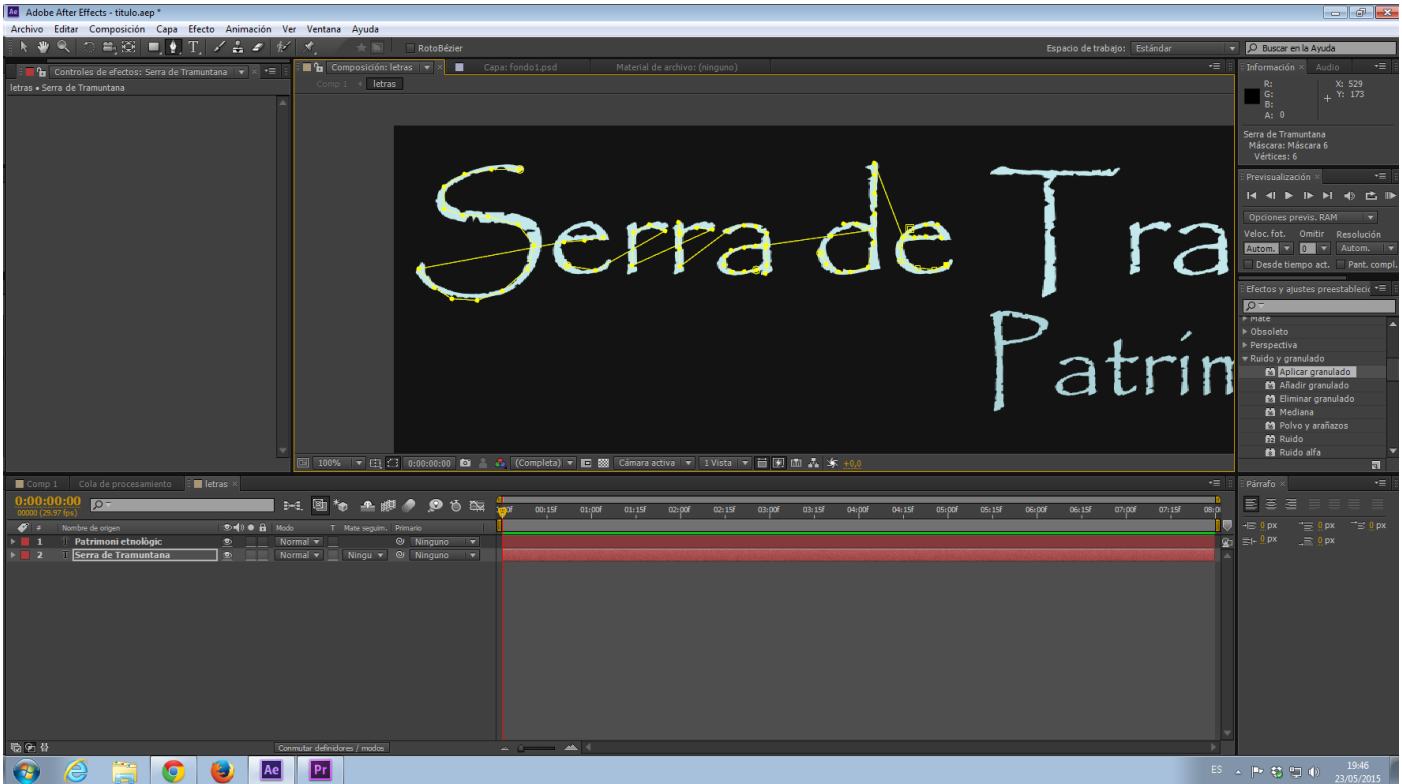 Adobe After Effects - titulo.aep *
Archivo Editar Composición Capa Efecto Animación Ver Ventana Ayuda
RotoBézier
Espacio de trabajo: Estándar
Buscar en la Ayuda
Controles de efectos: Serra de Tramuntana
letras • Serra de Tramuntana
Composición: letras
Capa: fondo1.psd
Material de archivo: (ninguno)
Comp 1 letras
Serra de Tra
Patrim
100% 0:00:00:00 (Completa) Cámara activa 1 Vista +0,0
Información Audio
R: X: 529
G: Y: 173
B:
A: 0
Serra de Tramuntana
Máscara: Máscara 6
Vértices: 6
Previsualización
Opciones previs. RAM
Veloc. fot. Omitir Resolución
Autom. 0 Autom.
Desde tiempo act. Pant. compl.
Efectos y ajustes preestablecic
Mate
Obsoleto
Perspectiva
Ruido y granulado
Aplicar granulado
Añadir granulado
Eliminar granulado
Mediana
Polvo y arañazos
Ruido
Ruido alfa
Comp 1 Cola de procesamiento letras
0:00:00:00
00000 (29.97 fps)
00:15f 01:00f 01:15f 02:00f 02:15f 03:00f 03:15f 04:00f 04:15f 05:00f 05:15f 06:00f 06:15f 07:00f 07:15f 08:0
# Nombre de origen Modo T Mate seguim. Primario
1 T Patrimoni etnològic Normal Ninguno
2 T Serra de Tramuntana Normal Ningu Ninguno
Conmutar definidores / modos
Párrafo
0 px 0 px 0 px
0 px 0 px
Ae Pr
ES
19:46
23/05/2015